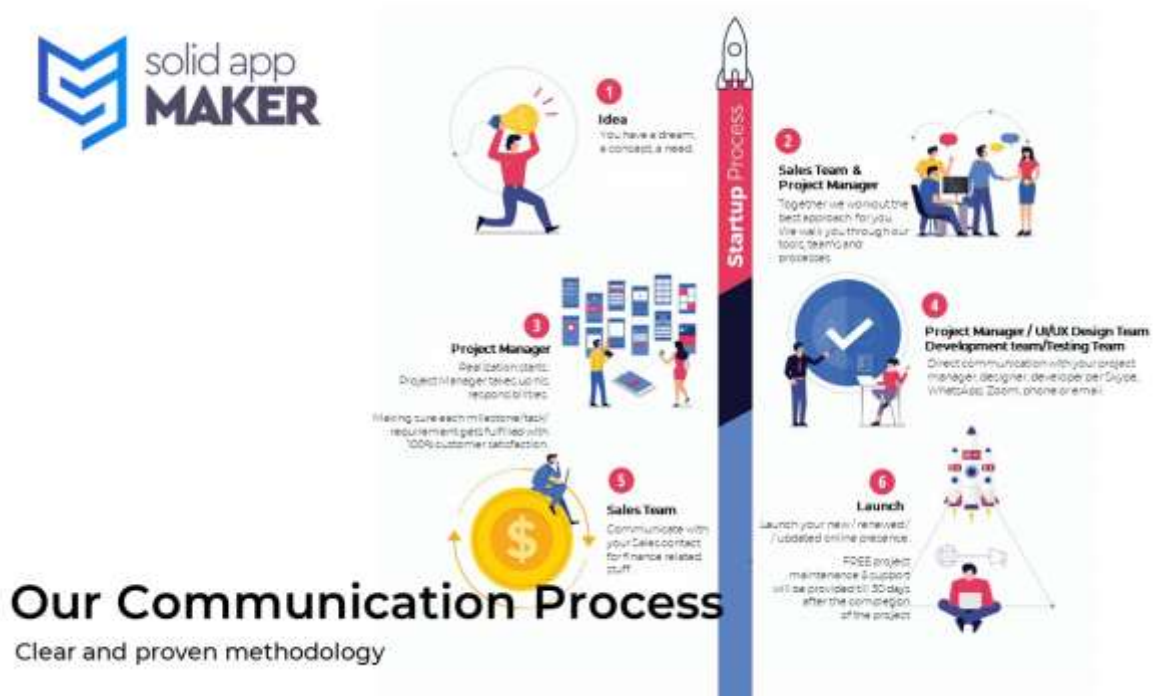 solid app
MAKER
Startup Process
1
Idea
You have a dream,
a concept, a need.
2
Sales Team &
Project Manager
Together we workout the
best approach for you.
We walk you through our
tools, teams and
processes.
3
Project Manager
Realization starts.
Project Manager takes up his
responsibilities.
Making sure each milestone/task/
requirement gets fulfilled with
100% customer satisfaction.
4
Project Manager / UI/UX Design Team
Development team/Testing Team
Direct communication with your project
manager, designer, developer per Skype,
WhatsApp, Zoom, phone or email.
5
Sales Team
Communicate with
your Sales contact
for finance related
stuff.
6
Launch
Launch your new / renewed /
/ updated online presence.
FREE project
maintenance & support
will be provided till 30 days
after the completion
of the project
Our Communication Process
Clear and proven methodology